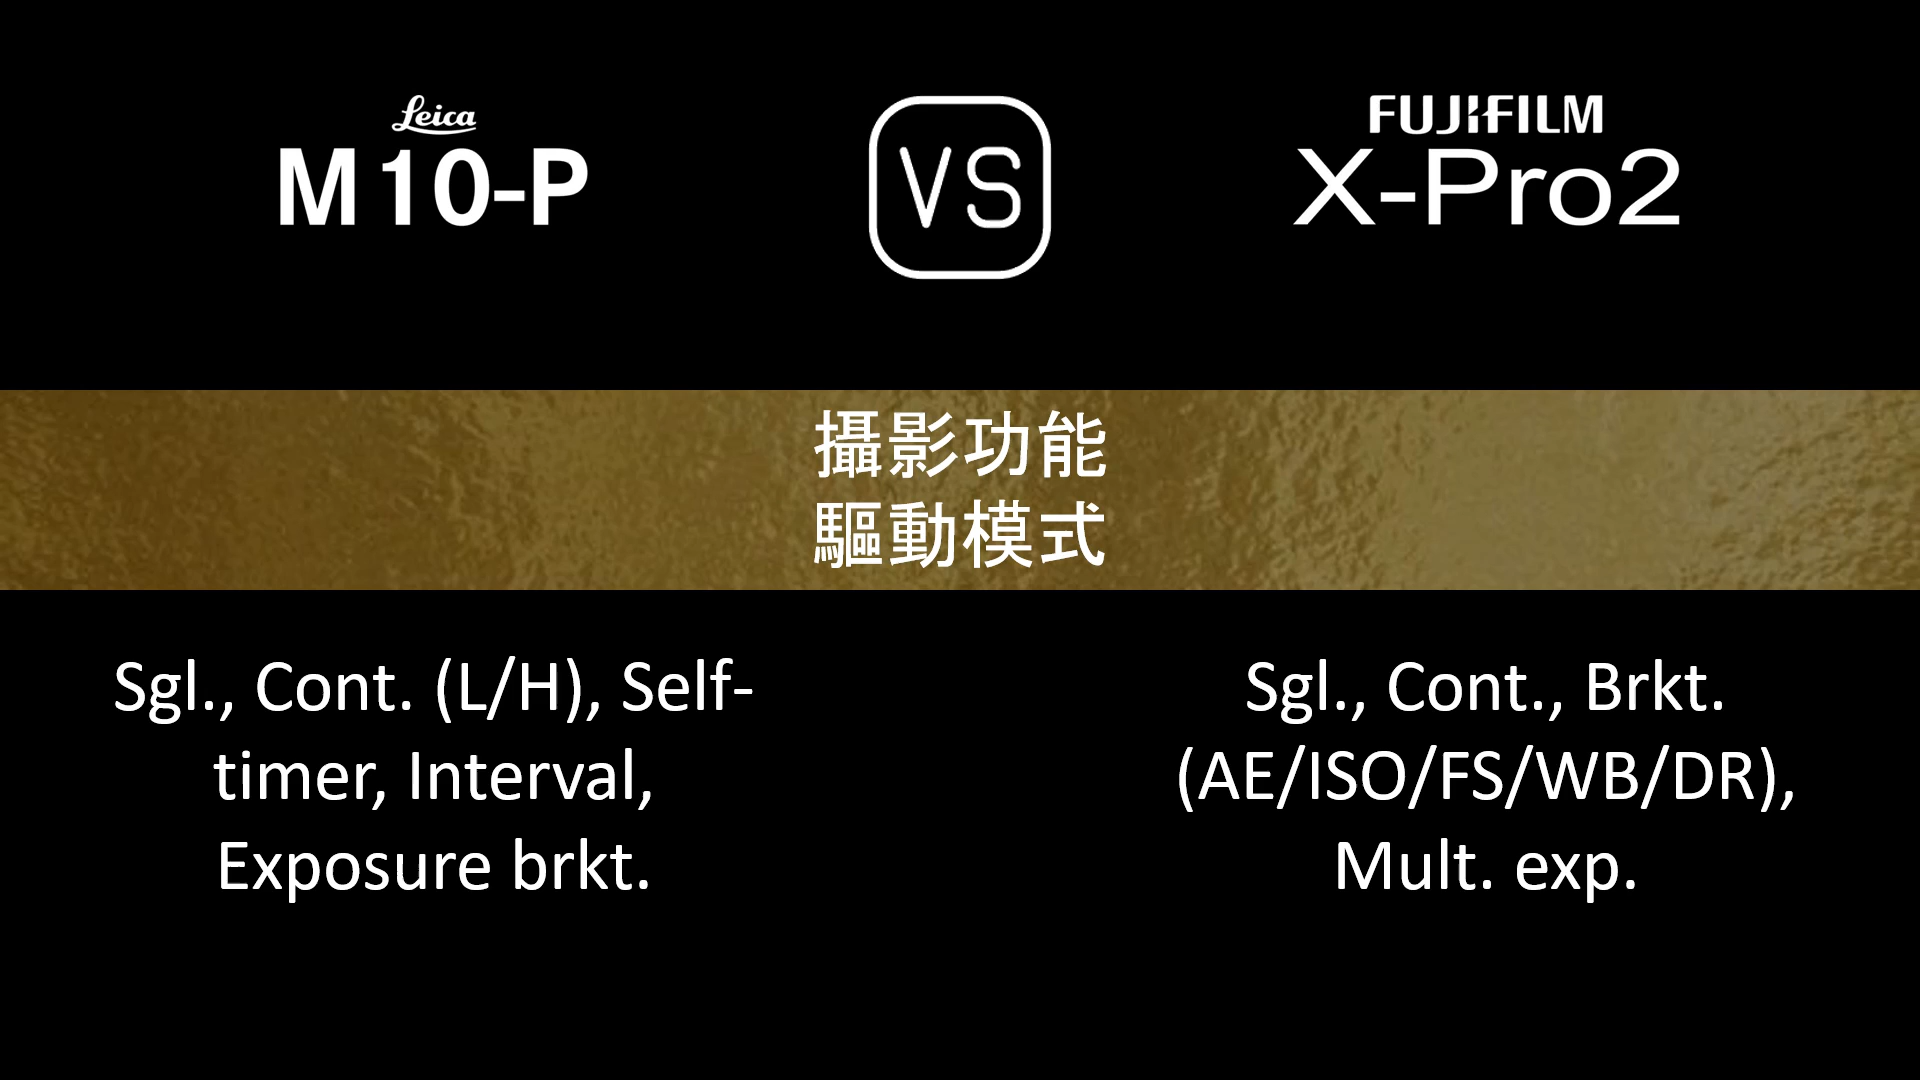 Leica
M10-P
VS
FUJIFILM
X-Pro2
攝影功能
驅動模式
Sgl., Cont. (L/H), Self-
timer, Interval,
Exposure brkt.
Sgl., Cont., Brkt.
(AE/ISO/FS/WB/DR),
Mult. exp.